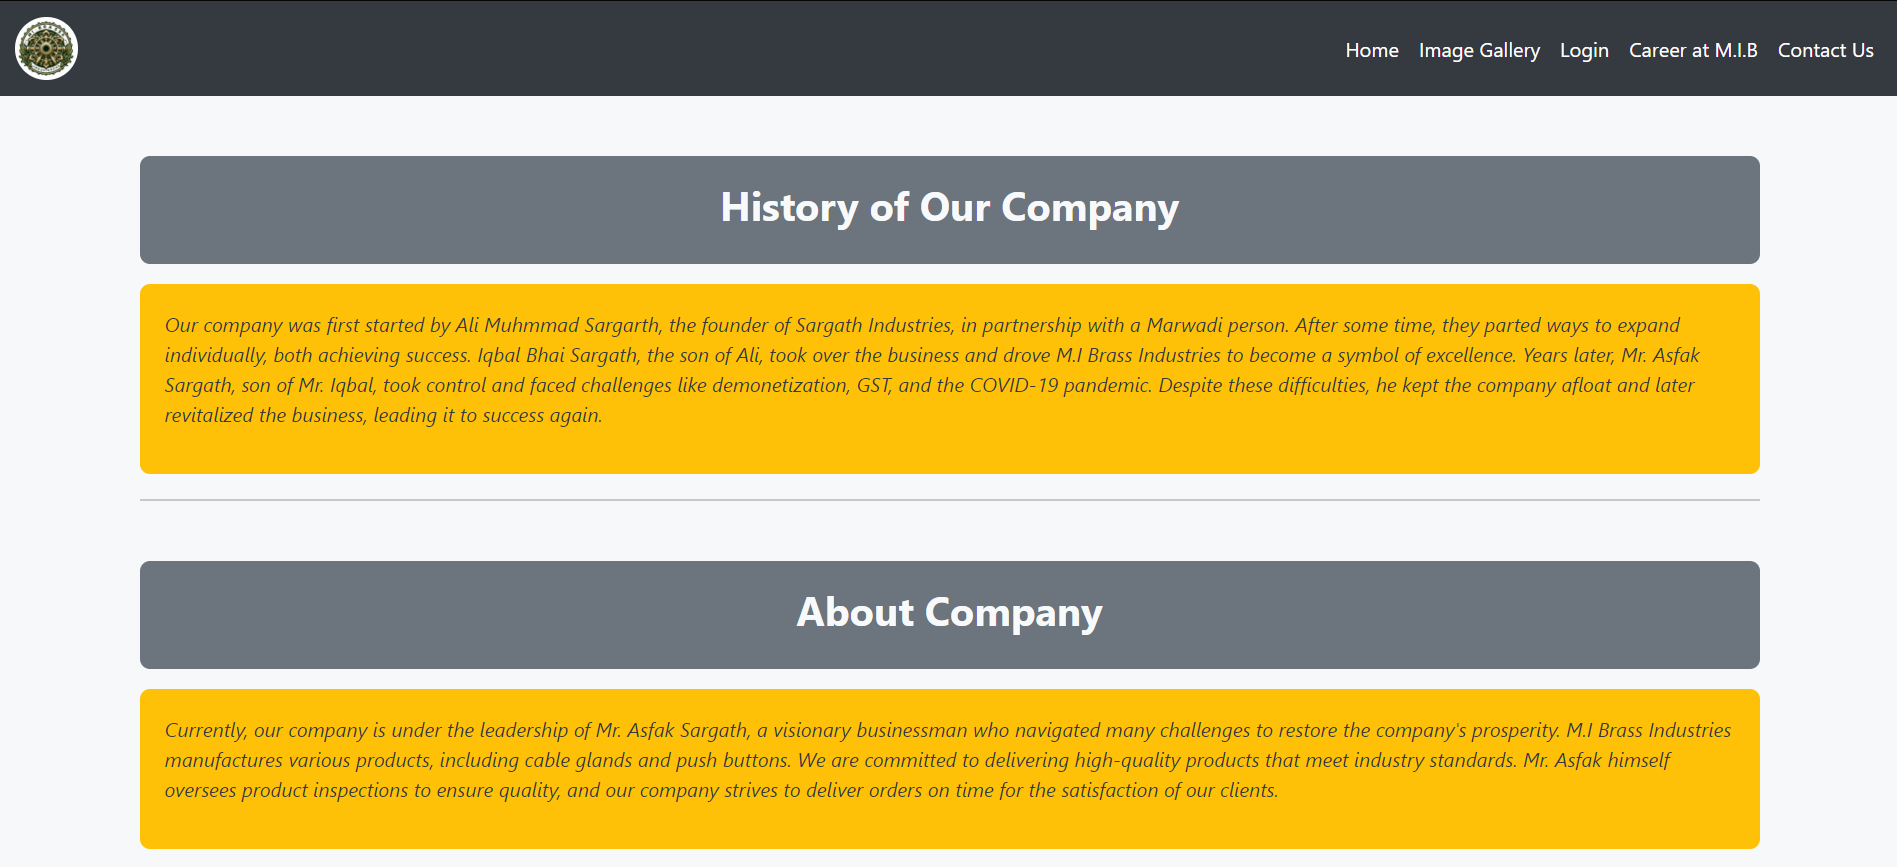 Home Image Gallery Login Career at M.I.B Contact Us
History of Our Company
Our company was first started by Ali Muhmmad Sargarth, the founder of Sargath Industries, in partnership with a Marwadi person. After some time, they parted ways to expand
individually, both achieving success. Iqbal Bhai Sargath, the son of Ali, took over the business and drove M.I Brass Industries to become a symbol of excellence. Years later, Mr. Asfak
Sargath, son of Mr. Iqbal, took control and faced challenges like demonetization, GST, and the COVID-19 pandemic. Despite these difficulties, he kept the company afloat and later
revitalized the business, leading it to success again.
About Company
Currently, our company is under the leadership of Mr. Asfak Sargath, a visionary businessman who navigated many challenges to restore the company's prosperity. M.I Brass Industries
manufactures various products, including cable glands and push buttons. We are committed to delivering high-quality products that meet industry standards. Mr. Asfak himself
oversees product inspections to ensure quality, and our company strives to deliver orders on time for the satisfaction of our clients.